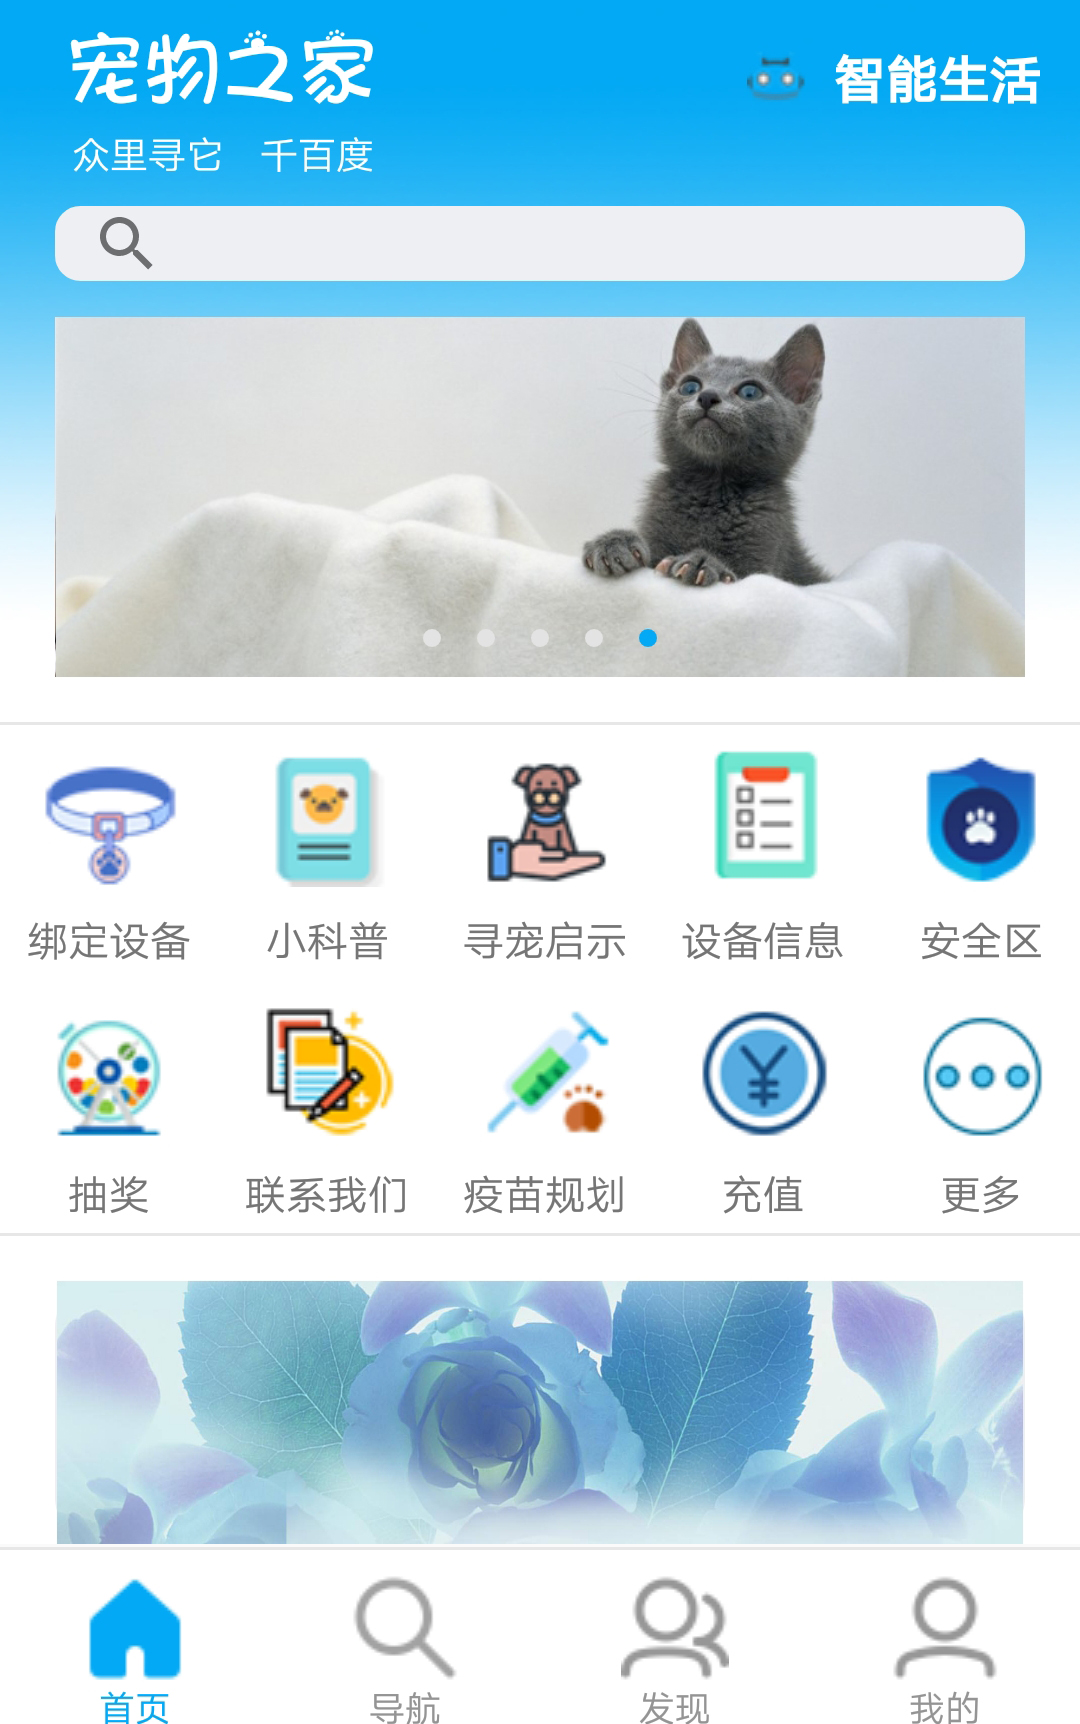 宠物之家
智能生活
众里寻它 千百度
绑定设备 小科普 寻宠启示 设备信息 安全区
抽奖 联系我们 疫苗规划 充值 更多
首页 导航 发现 我的